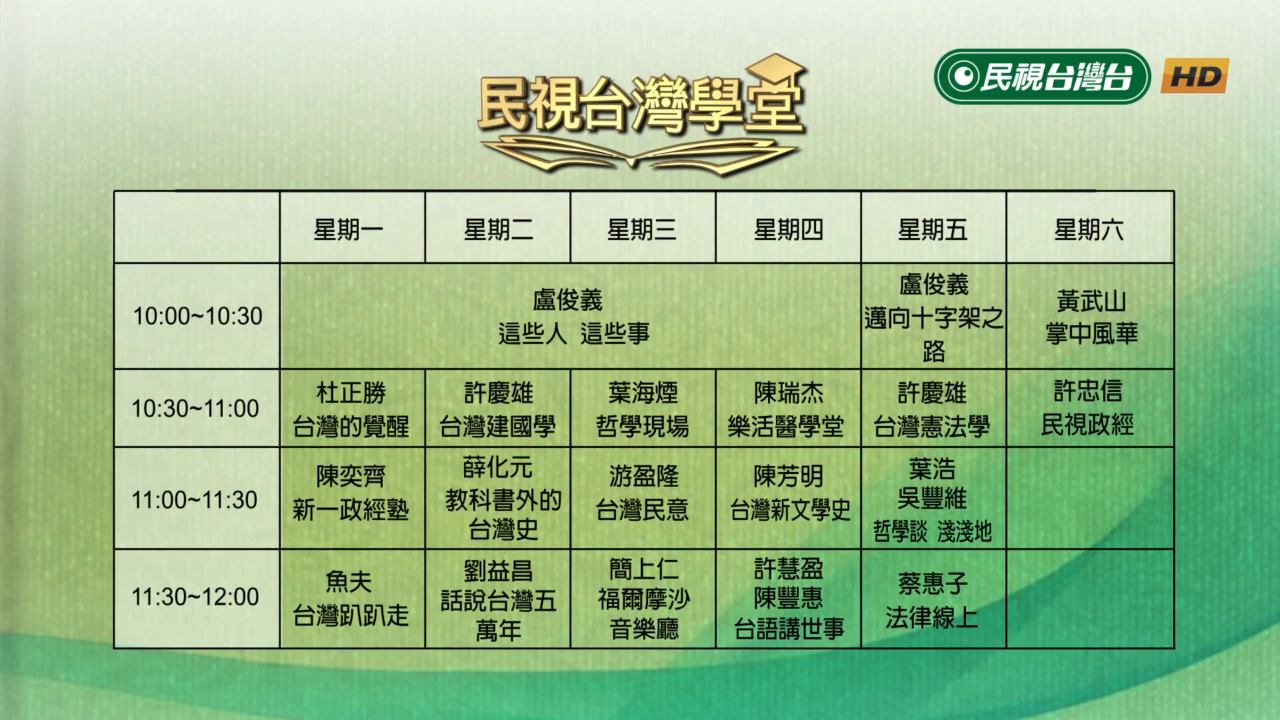 民視台灣學堂
民視台灣台
HD
星期一 星期二 星期三 星期四 星期五 星期六
10:00~10:30
盧俊義
這些人 這些事
盧俊義
邁向十字架之
路
黃武山
掌中風華
10:30~11:00
杜正勝
台灣的覺醒
許慶雄
台灣建國學
葉海煙
哲學現場
陳瑞杰
樂活醫學堂
許慶雄
台灣憲法學
許忠信
民視政經
11:00~11:30
陳奕齊
新一政經塾
薛化元
教科書外的
台灣史
游盈隆
台灣民意
陳芳明
台灣新文學史
葉浩
吳豐維
哲學談 淺淺地
11:30~12:00
魚夫
台灣趴趴走
劉益昌
話說台灣五
萬年
簡上仁
福爾摩沙
音樂廳
許慧盈
陳豐惠
台語講世事
蔡惠子
法律線上